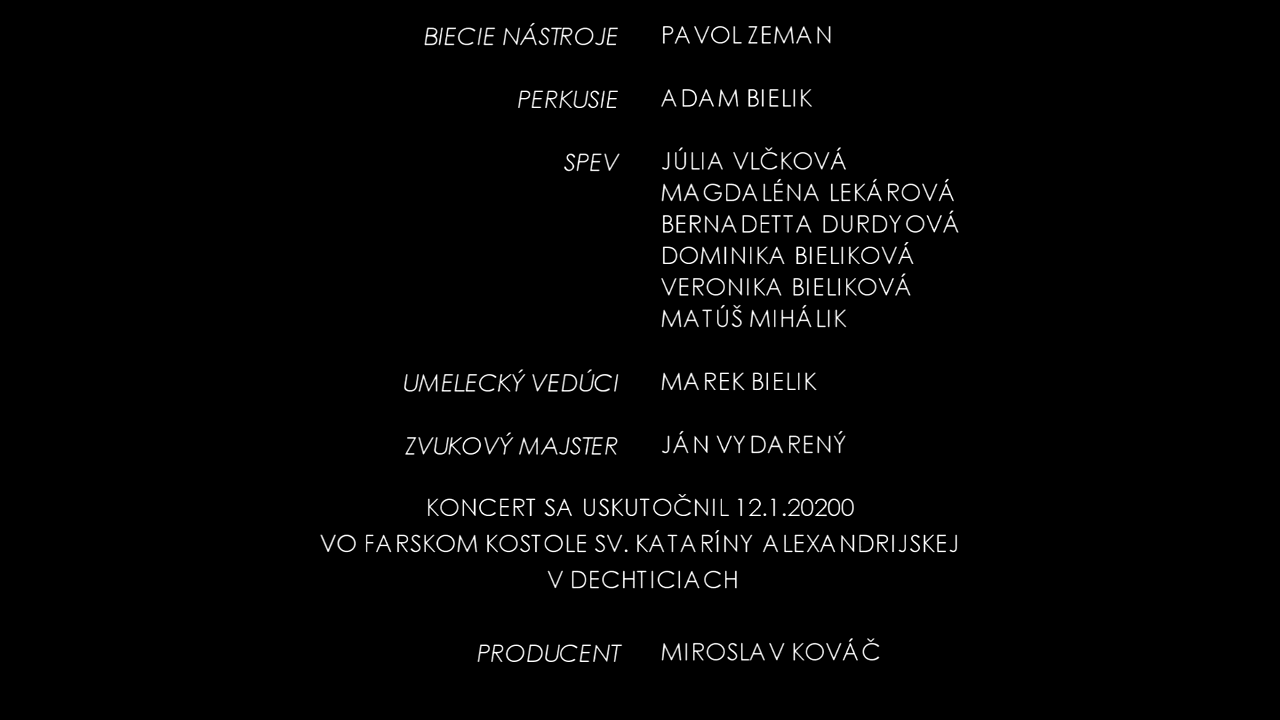 BIECIE NÁSTROJE PAVOL ZEMAN
PERKUSIE ADAM BIELIK
SPEV JÚLIA VLČKOVÁ
MAGDALÉNA LEKÁROVÁ
BERNADETTA DURDYOVÁ
DOMINIKA BIELIKOVÁ
VERONIKA BIELIKOVÁ
MATÚŠ MIHÁLIK
UMELECKÝ VEDÚCI MAREK BIELIK
ZVUKOVÝ MAJSTER JÁN VYDARENÝ
KONCERT SA USKUTOČNIL 12.1.20200
VO FARSKOM KOSTOLE SV. KATARÍNY ALEXANDRIJSKEJ
V DECHTICIACH
PRODUCENT MIROSLAV KOVÁČ